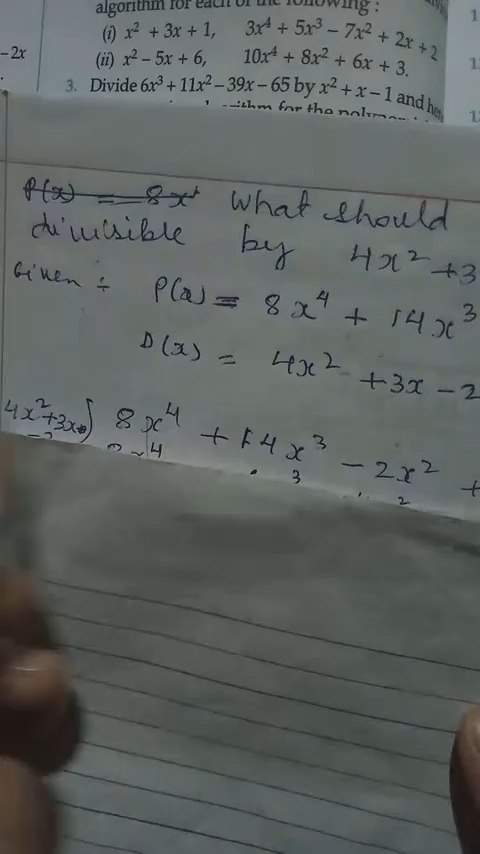 algorithm for each of the following :
(i) x² + 3x + 1, 3x⁴ + 5x³ − 7x² + 2x + 2
(ii) x² − 5x + 6, 10x⁴ + 8x² + 6x + 3.
−2x
3. Divide 6x³ + 11x² − 39x − 65 by x² + x − 1 and
P(x) = 8x⁴ What should
divisible by 4x² + 3
Given : P(x) = 8x⁴ + 14x³
D(x) = 4x² + 3x − 2
4x² + 3x ) 8x⁴ + 14x³ − 2x² +